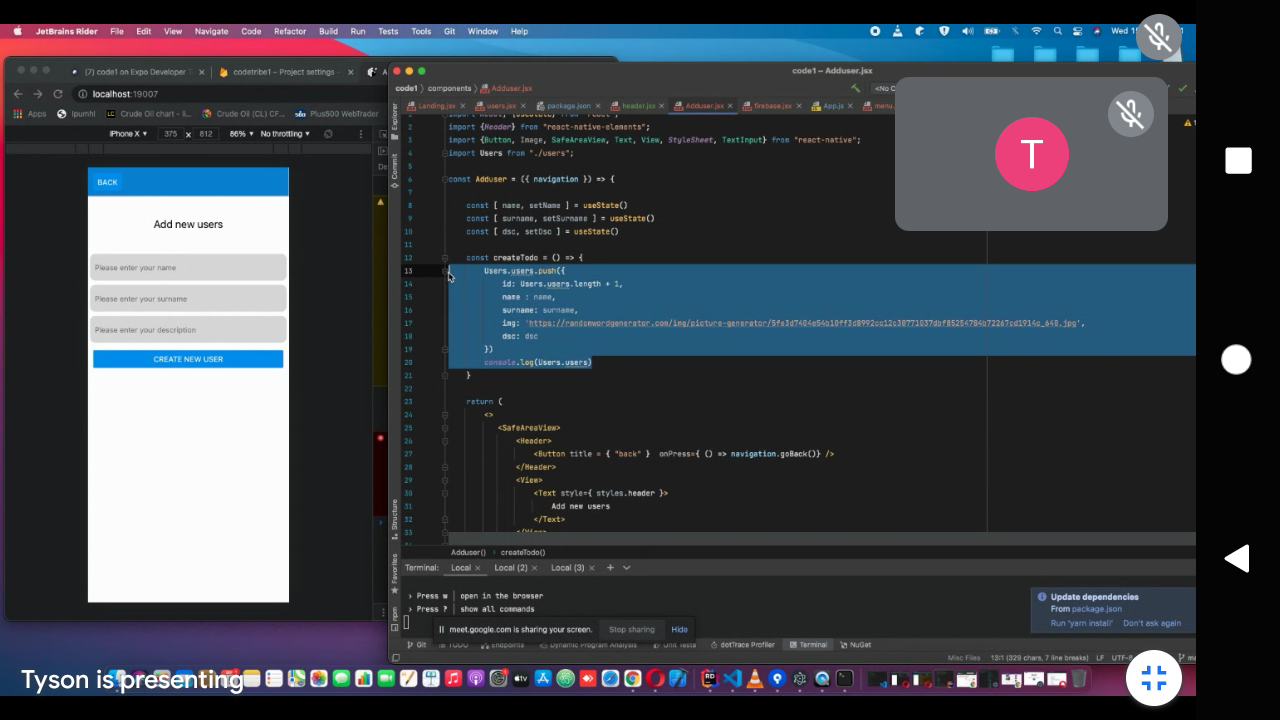 JetBrains Rider File Edit View Navigate Code Refactor Build Run Tests Tools Git Window Help
Wed
(7) code1 on Expo Developer T
codetribe1 – Project settings -
localhost:19007
Apps
Ipumhl
Crude Oil chart - li...
Crude Oil (CL) CF...
Plus500 WebTrader
iPhone X 375 x 812 86% No throttling
BACK
Add new users
Please enter your name
Please enter your surname
Please enter your description
CREATE NEW USER
code1 – Adduser.jsx
code1 components Adduser.jsx
Landing.jsx users.jsx package.json header.jsx Adduser.jsx firebase.jsx App.js menu.
Explorer
Commit
Structure
Favorites
npm
2 import {Header} from "react-native-elements";
3 import {Button, Image, SafeAreaView, Text, View, StyleSheet, TextInput} from "react-native";
4 import Users from "./users";
5
6 const Adduser = ({ navigation }) => {
7
8 const [ name, setName ] = useState()
9 const [ surname, setSurname ] = useState()
10 const [ dsc, setDsc ] = useState()
11
12 const createTodo = () => {
13 Users.users.push({
14 id: Users.users.length + 1,
15 name : name,
16 surname: surname,
17 img: 'https://randomwordgenerator.com/img/picture-generator/
18 dsc: dsc
19 })
20 console.log(Users.users)
21 }
22
23 return (
24 <>
25 <SafeAreaView>
26 <Header>
27 <Button title = { "back" } onPress={ () => navigation.goBack()} />
28 </Header>
29 <View>
30 <Text style={ styles.header }>
31 Add new users
32 </Text>
33 </View>
Adduser() createTodo()
Terminal: Local × Local (2) × Local (3) ×
› Press w | open in the browser
› Press ? | show all commands
meet.google.com is sharing your screen. Stop sharing Hide
Update dependencies
From package.json
Run 'yarn install' Don't ask again
Git TODO Endpoints Dynamic Program Analysis Unit Tests dotTrace Profiler Terminal NuGet
Misc Files 13:1 (329 chars, 7 line breaks) LF UTF-8
T
Tyson is presenting